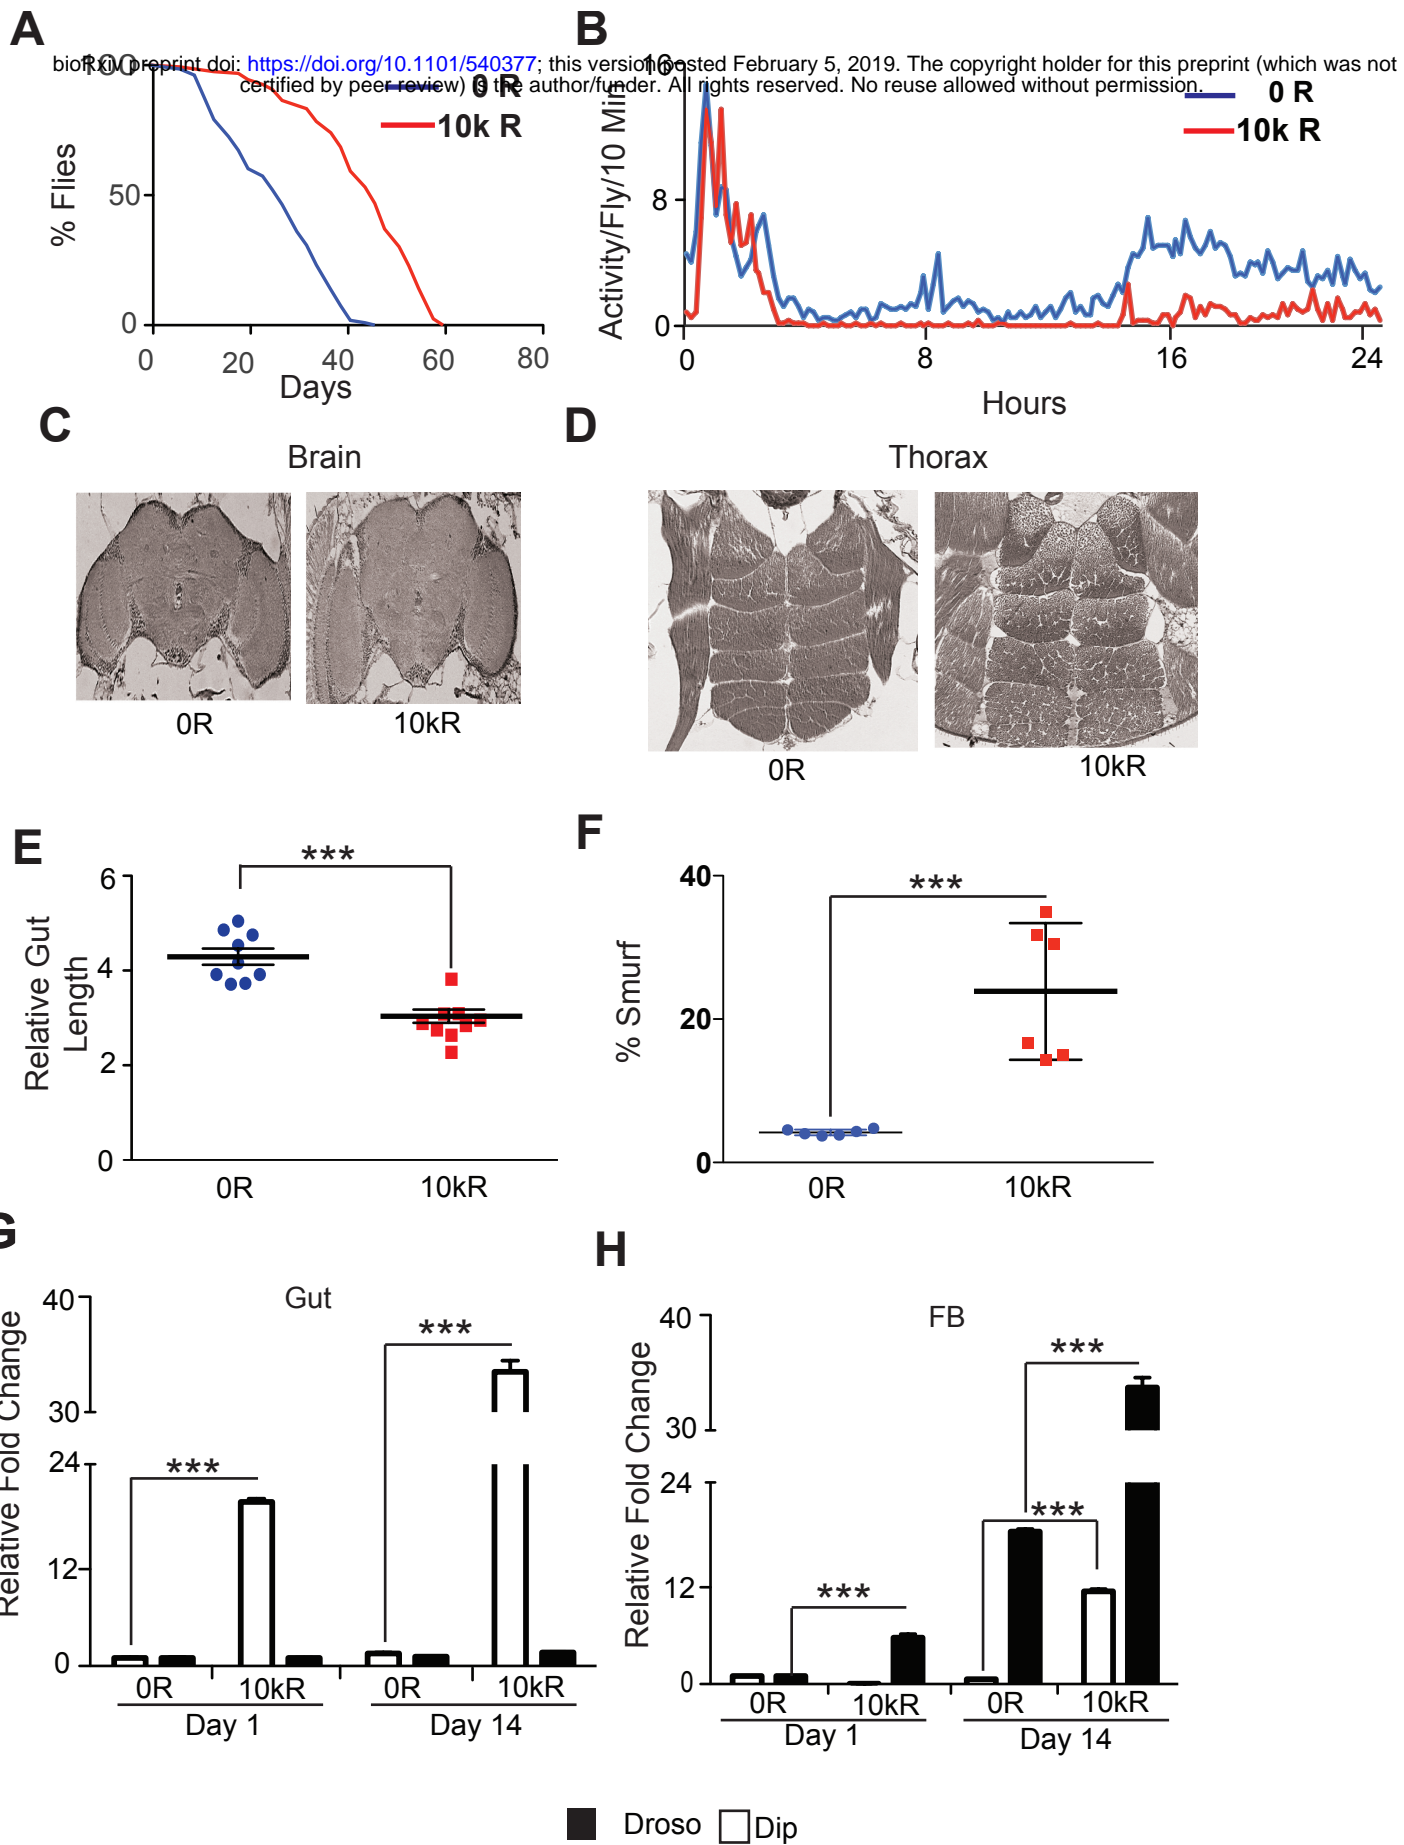 A
B
bioRxiv preprint doi: https://doi.org/10.1101/540377; this version posted February 5, 2019. The copyright holder for this preprint (which was not
certified by peer review) is the author/funder. All rights reserved. No reuse allowed without permission.
100
50
0
% Flies
0 R
10k R
0 20 40 60 80
Days
16
8
0
Activity/Fly/10 Min
0 R
10k R
0 8 16 24
Hours
C
Brain
0R 10kR
D
Thorax
0R 10kR
E
***
6
4
2
0
Relative Gut
Length
0R 10kR
F
***
40
20
0
% Smurf
0R 10kR
G
Gut
40
30
24
12
0
Relative Fold Change
***
***
0R 10kR 0R 10kR
Day 1 Day 14
H
FB
40
30
24
12
0
Relative Fold Change
***
***
***
0R 10kR 0R 10kR
Day 1 Day 14
Droso Dip